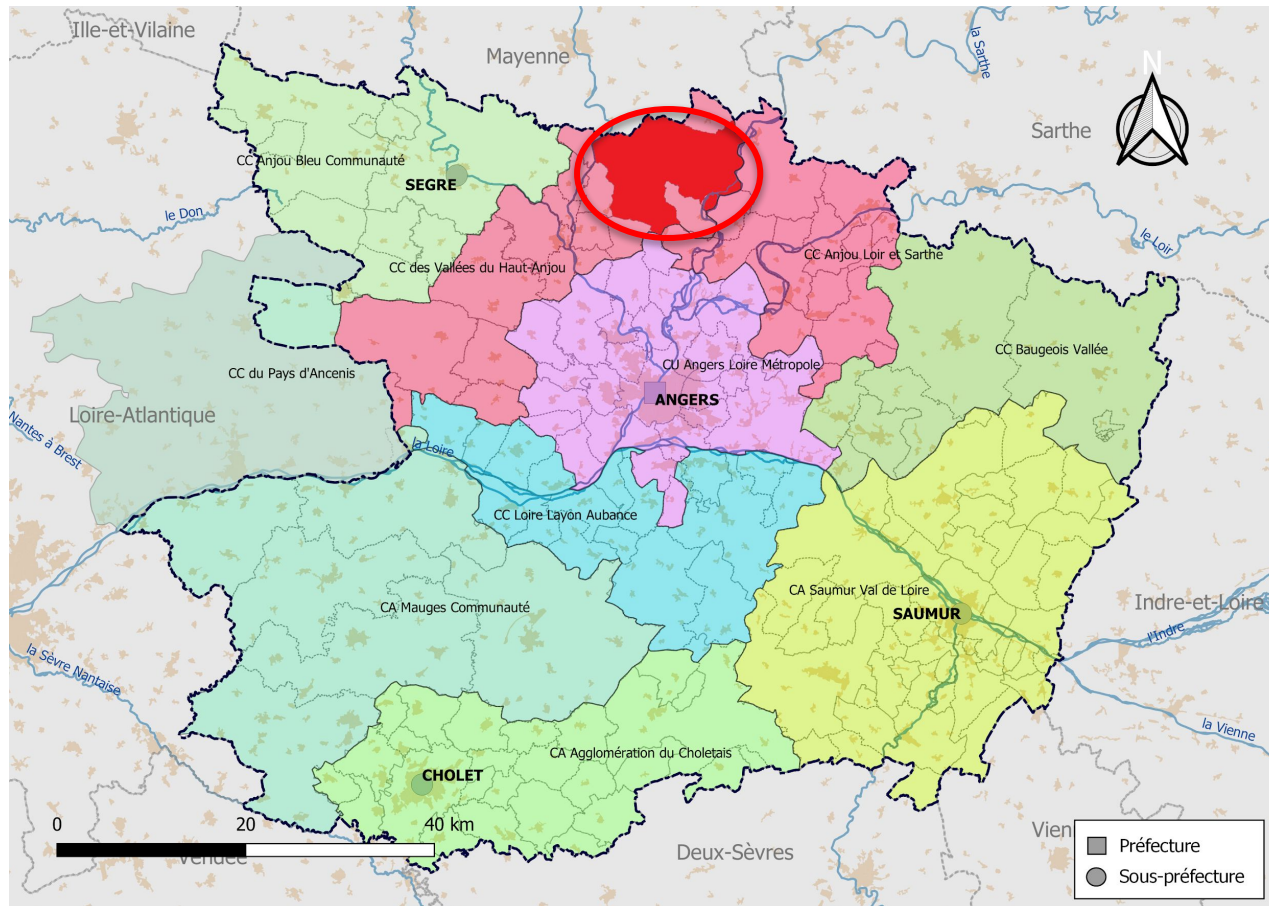 Ille-et-Vilaine
Mayenne
la Sarthe
N
Sarthe
CC Anjou Bleu Communauté
SEGRE
le Don
le Loir
CC des Vallées du Haut-Anjou
CC Anjou Loir et Sarthe
CC Baugeois Vallée
CC du Pays d'Ancenis
CU Angers Loire Métropole
ANGERS
Loire-Atlantique
Nantes à Brest
la Loire
CC Loire Layon Aubance
CA Mauges Communauté
CA Saumur Val de Loire
SAUMUR
Indre-et-Loire
l'Indre
la Sèvre Nantaise
la Vienne
CA Agglomération du Choletais
CHOLET
0 20 40 km
Vendée
Deux-Sèvres
Vien
Préfecture
Sous-préfecture